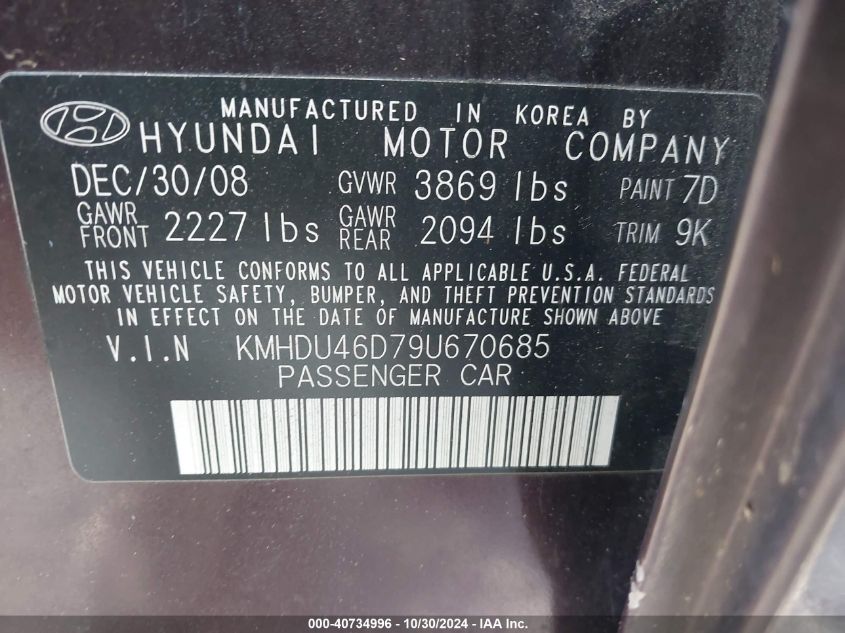 MANUFACTURED IN KOREA BY
HYUNDAI MOTOR COMPANY
DEC/30/08 GVWR 3869 lbs PAINT 7D
GAWR FRONT 2227 lbs GAWR REAR 2094 lbs TRIM 9K
THIS VEHICLE CONFORMS TO ALL APPLICABLE U.S.A. FEDERAL
MOTOR VEHICLE SAFETY, BUMPER, AND THEFT PREVENTION STANDARDS
IN EFFECT ON THE DATE OF MANUFACTURE SHOWN ABOVE
V.I.N KMHDU46D79U670685
PASSENGER CAR
000-40734996 - 10/30/2024 - IAA Inc.